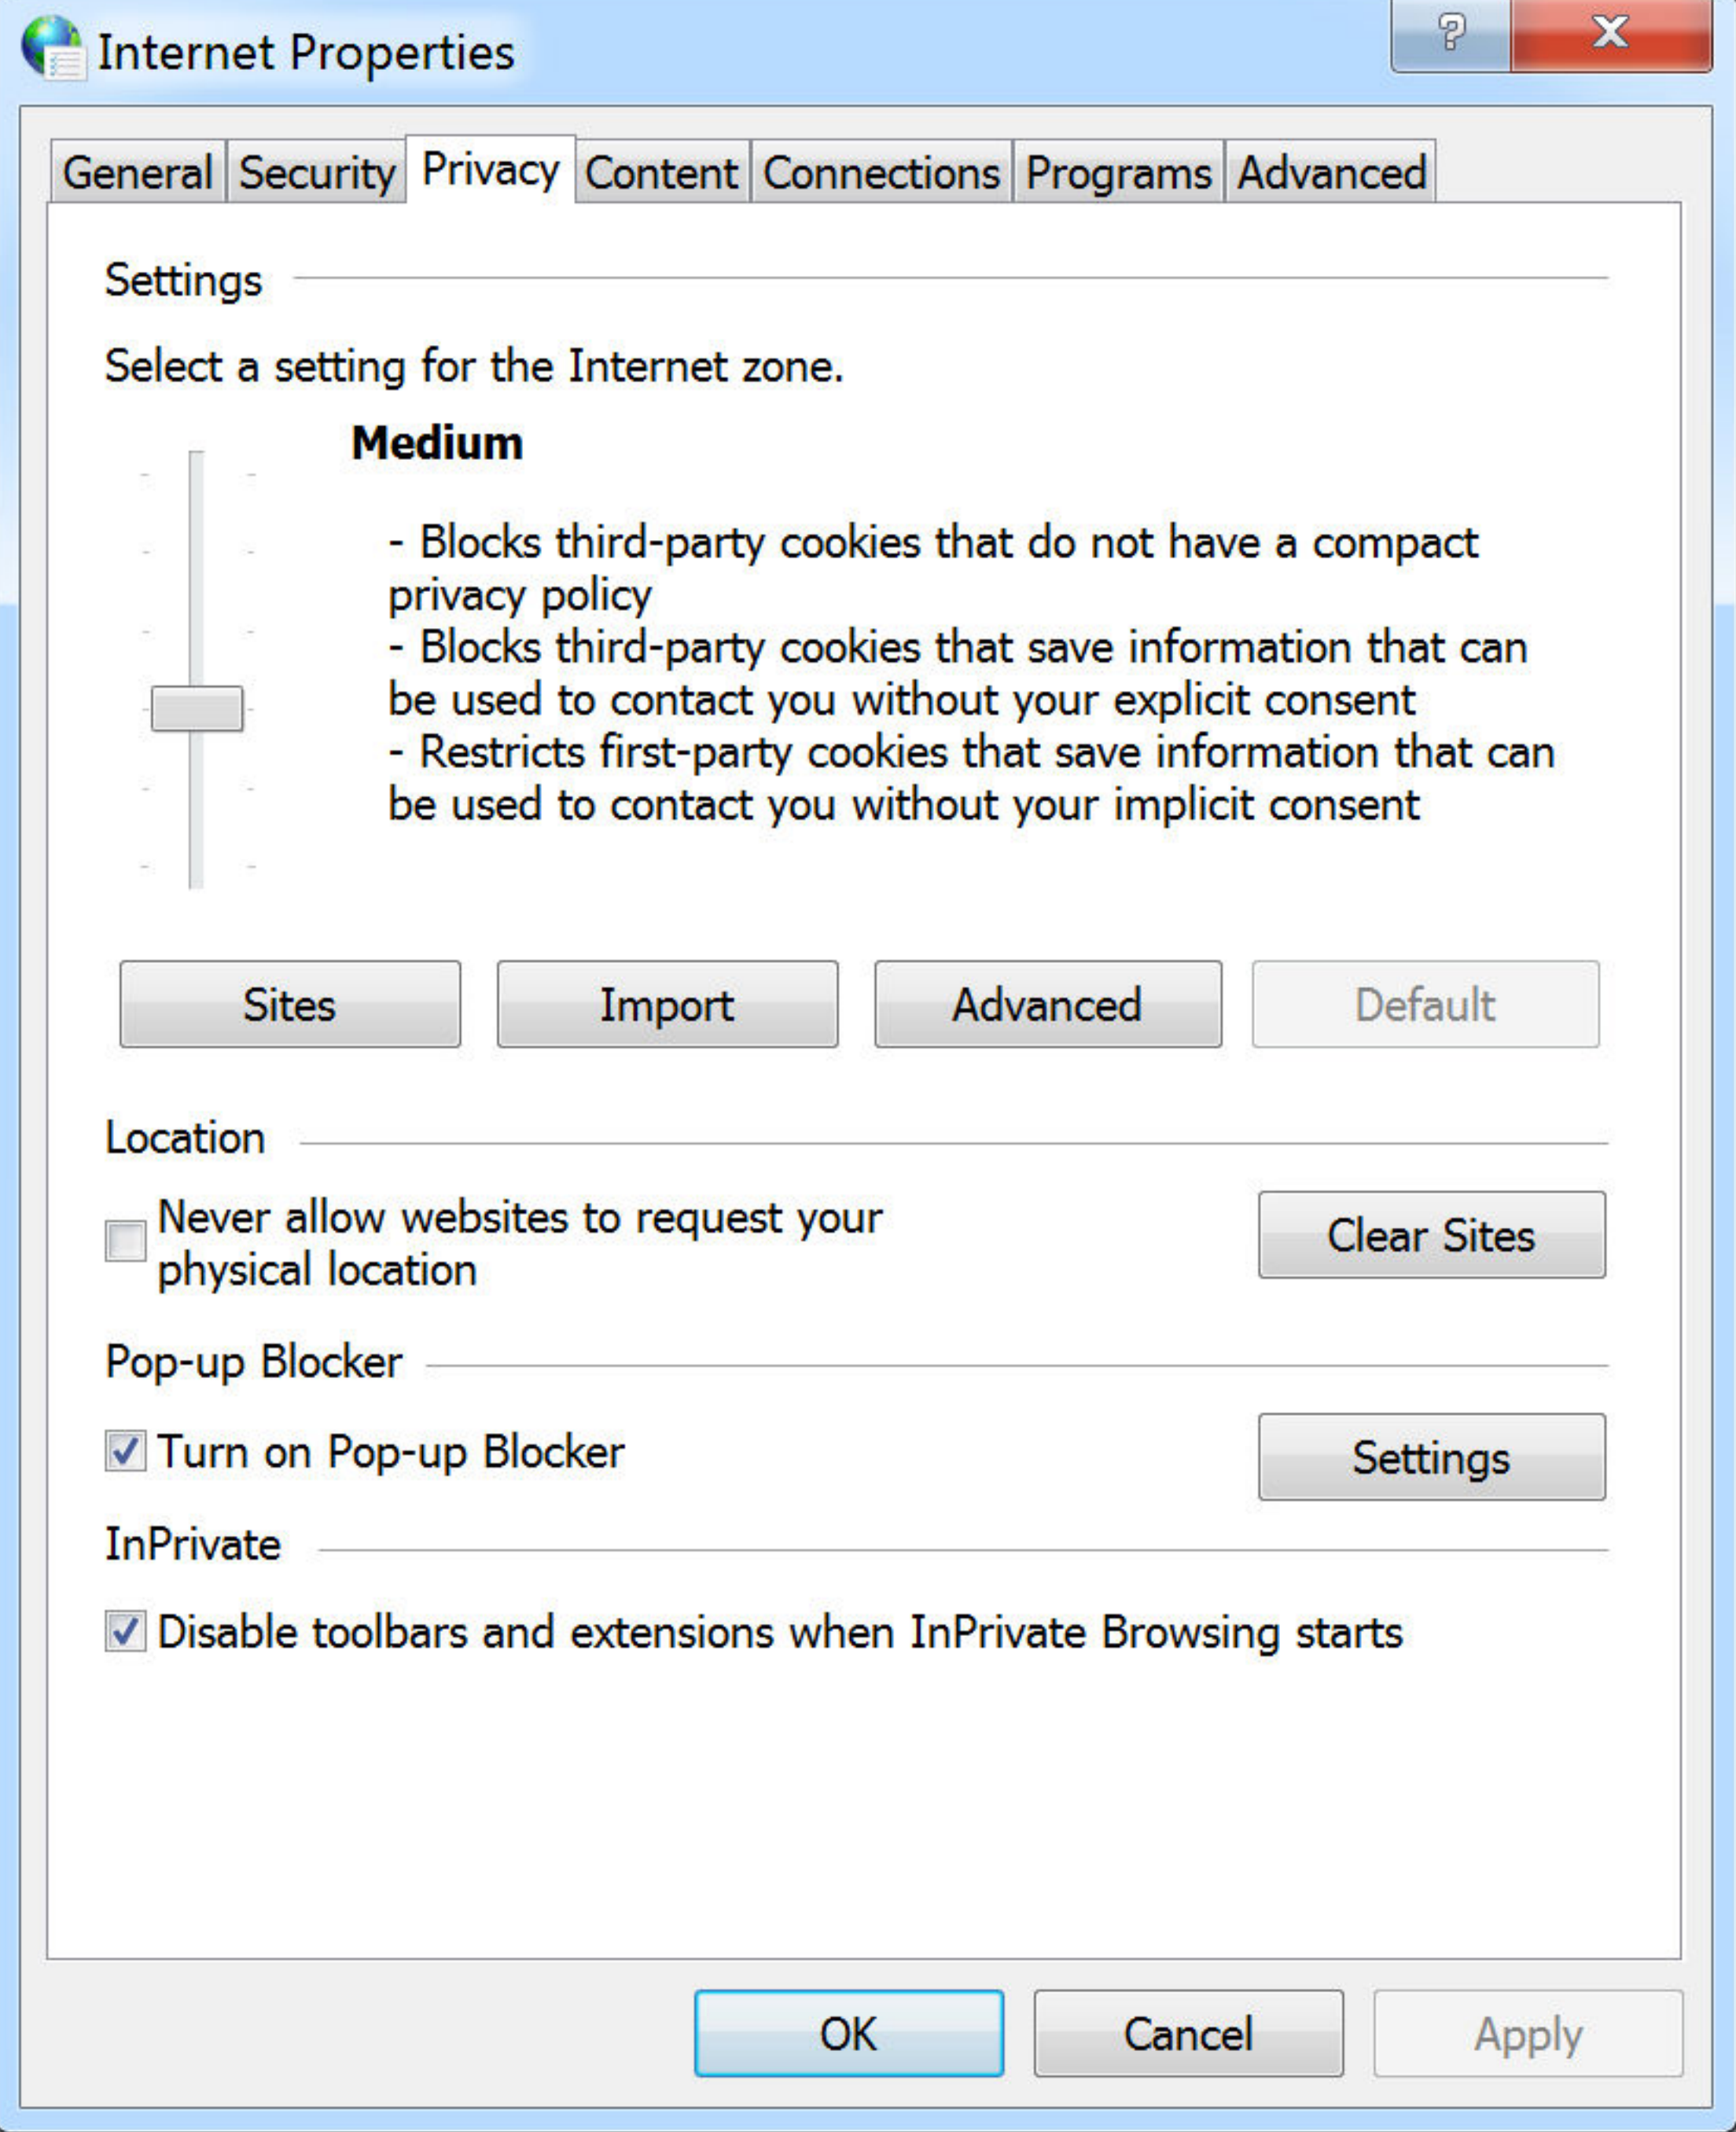 Internet Properties
?
General Security Privacy Content Connections Programs Advanced
Settings
Select a setting for the Internet zone.
Medium
- Blocks third-party cookies that do not have a compact
privacy policy
- Blocks third-party cookies that save information that can
be used to contact you without your explicit consent
- Restricts first-party cookies that save information that can
be used to contact you without your implicit consent
Sites Import Advanced Default
Location
Never allow websites to request your
physical location
Clear Sites
Pop-up Blocker
Turn on Pop-up Blocker
Settings
InPrivate
Disable toolbars and extensions when InPrivate Browsing starts
OK Cancel Apply